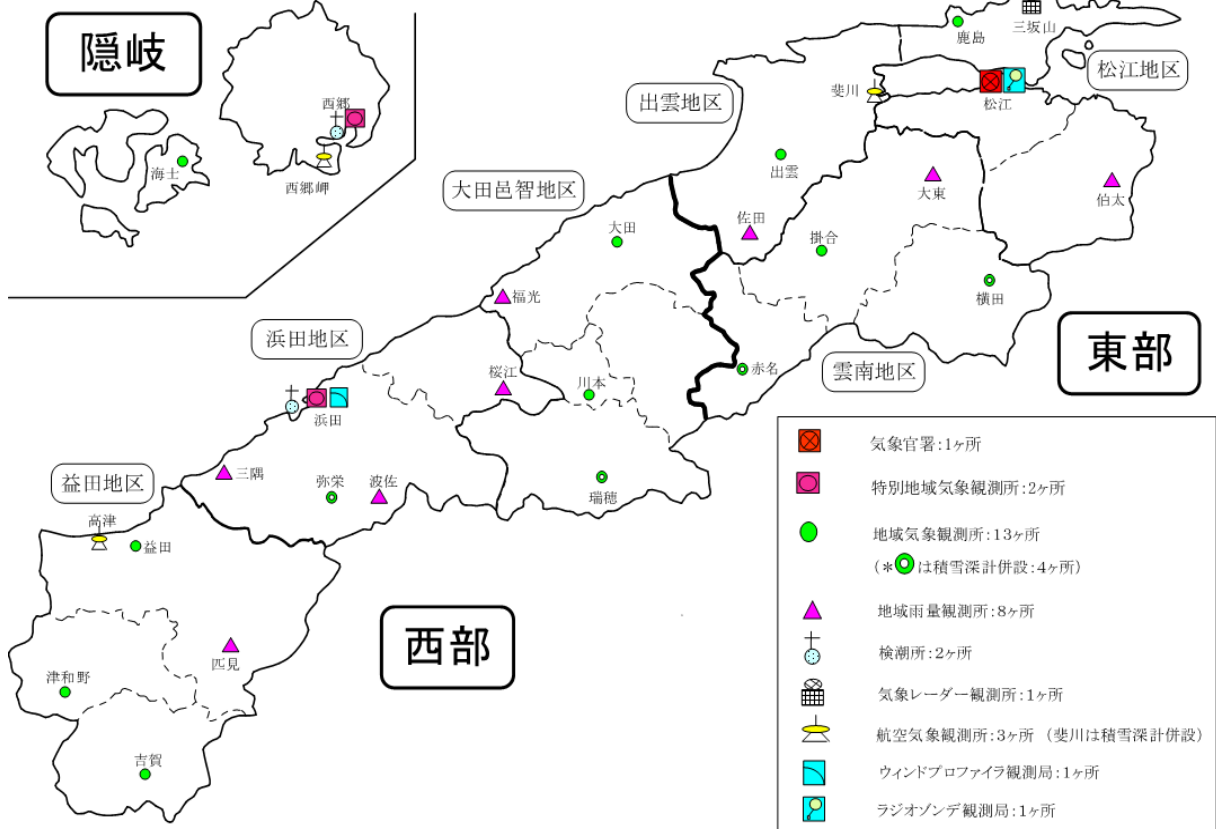 隠岐
西郷
海士
西郷岬
鹿島
三坂山
松江地区
出雲地区
斐川
松江
出雲
大東
伯太
大田邑智地区
佐田
大田
掛合
横田
福光
東部
浜田地区
桜江
川本
赤名
雲南地区
浜田
益田地区
三隅
弥栄
波佐
瑞穂
高津
益田
西部
匹見
津和野
吉賀
気象官署:1ヶ所
特別地域気象観測所:2ヶ所
地域気象観測所:13ヶ所
(*◎は積雪深計併設:4ヶ所)
地域雨量観測所:8ヶ所
検潮所:2ヶ所
気象レーダー観測所:1ヶ所
航空気象観測所:3ヶ所 (斐川は積雪深計併設)
ウィンドプロファイラ観測局:1ヶ所
ラジオゾンデ観測局:1ヶ所